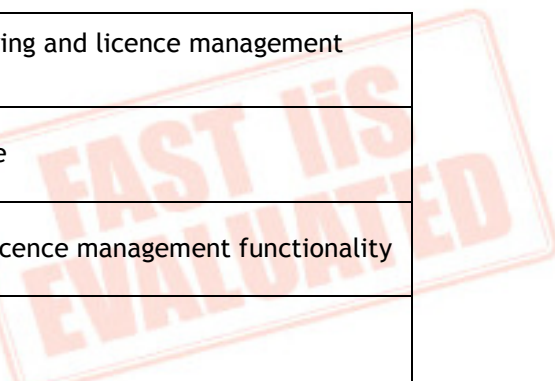 ing and licence management
e
cence management functionality
FAST IiS
EVALUATED